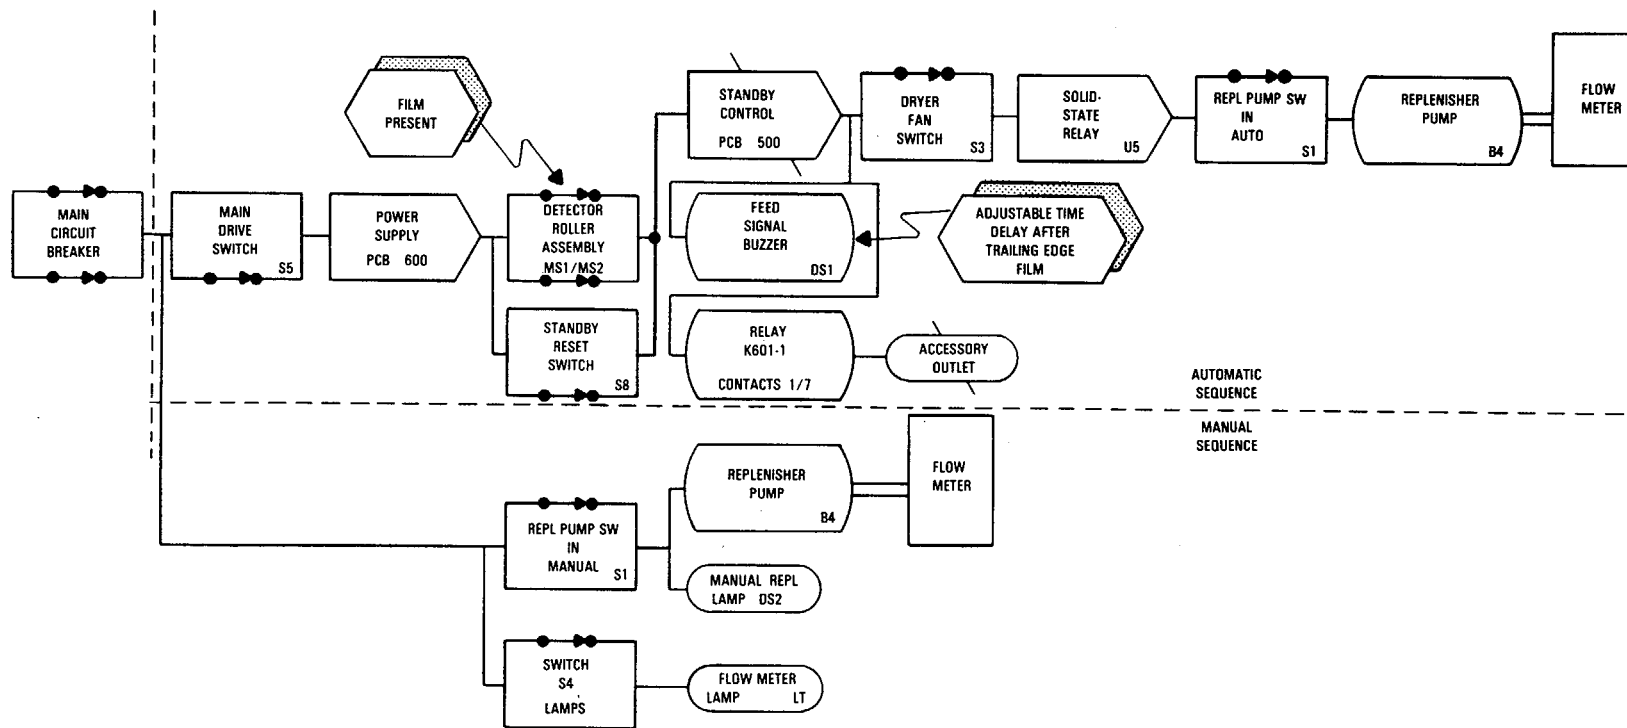 FILM
PRESENT
STANDBY
CONTROL
PCB 500
DRYER
FAN
SWITCH
S3
SOLID-
STATE
RELAY
U5
REPL PUMP SW
IN
AUTO
S1
REPLENISHER
PUMP
B4
FLOW
METER
MAIN
CIRCUIT
BREAKER
MAIN
DRIVE
SWITCH
S5
POWER
SUPPLY
PCB 600
DETECTOR
ROLLER
ASSEMBLY
MS1/MS2
FEED
SIGNAL
BUZZER
DS1
ADJUSTABLE TIME
DELAY AFTER
TRAILING EDGE
FILM
STANDBY
RESET
SWITCH
S8
RELAY
K601-1
CONTACTS 1/7
ACCESSORY
OUTLET
AUTOMATIC
SEQUENCE
MANUAL
SEQUENCE
REPL PUMP SW
IN
MANUAL
S1
REPLENISHER
PUMP
B4
FLOW
METER
MANUAL REPL
LAMP DS2
SWITCH
S4
LAMPS
FLOW METER
LAMP LT